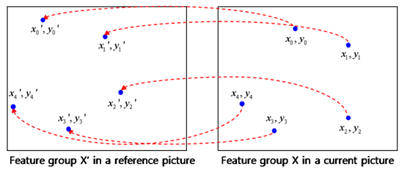 x₀', y₀'
x₁', y₁'
x₂', y₂'
x₄', y₄'
x₃', y₃'
x₀, y₀
x₁, y₁
x₄, y₄
x₃, y₃
x₂, y₂
Feature group X' in a reference picture
Feature group X in a current picture